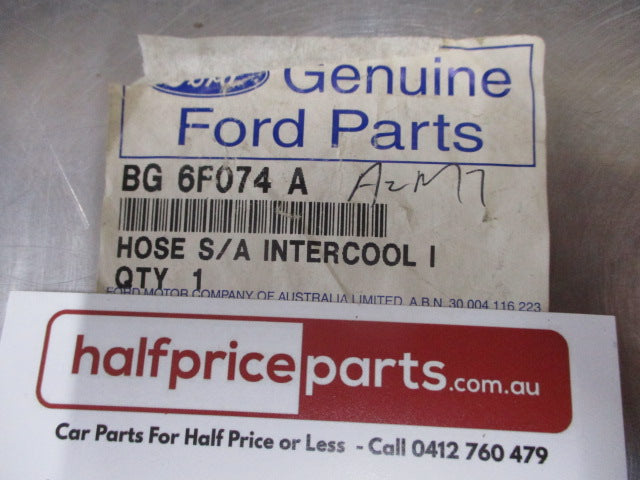 Genuine
Ford Parts
BG 6F074 A
HOSE S/A INTERCOOL I
QTY 1
FORD MOTOR COMPANY OF AUSTRALIA LIMITED A.B.N. 30 004 116 223
halfpriceparts.com.au
Car Parts For Half Price or Less - Call 0412 760 479